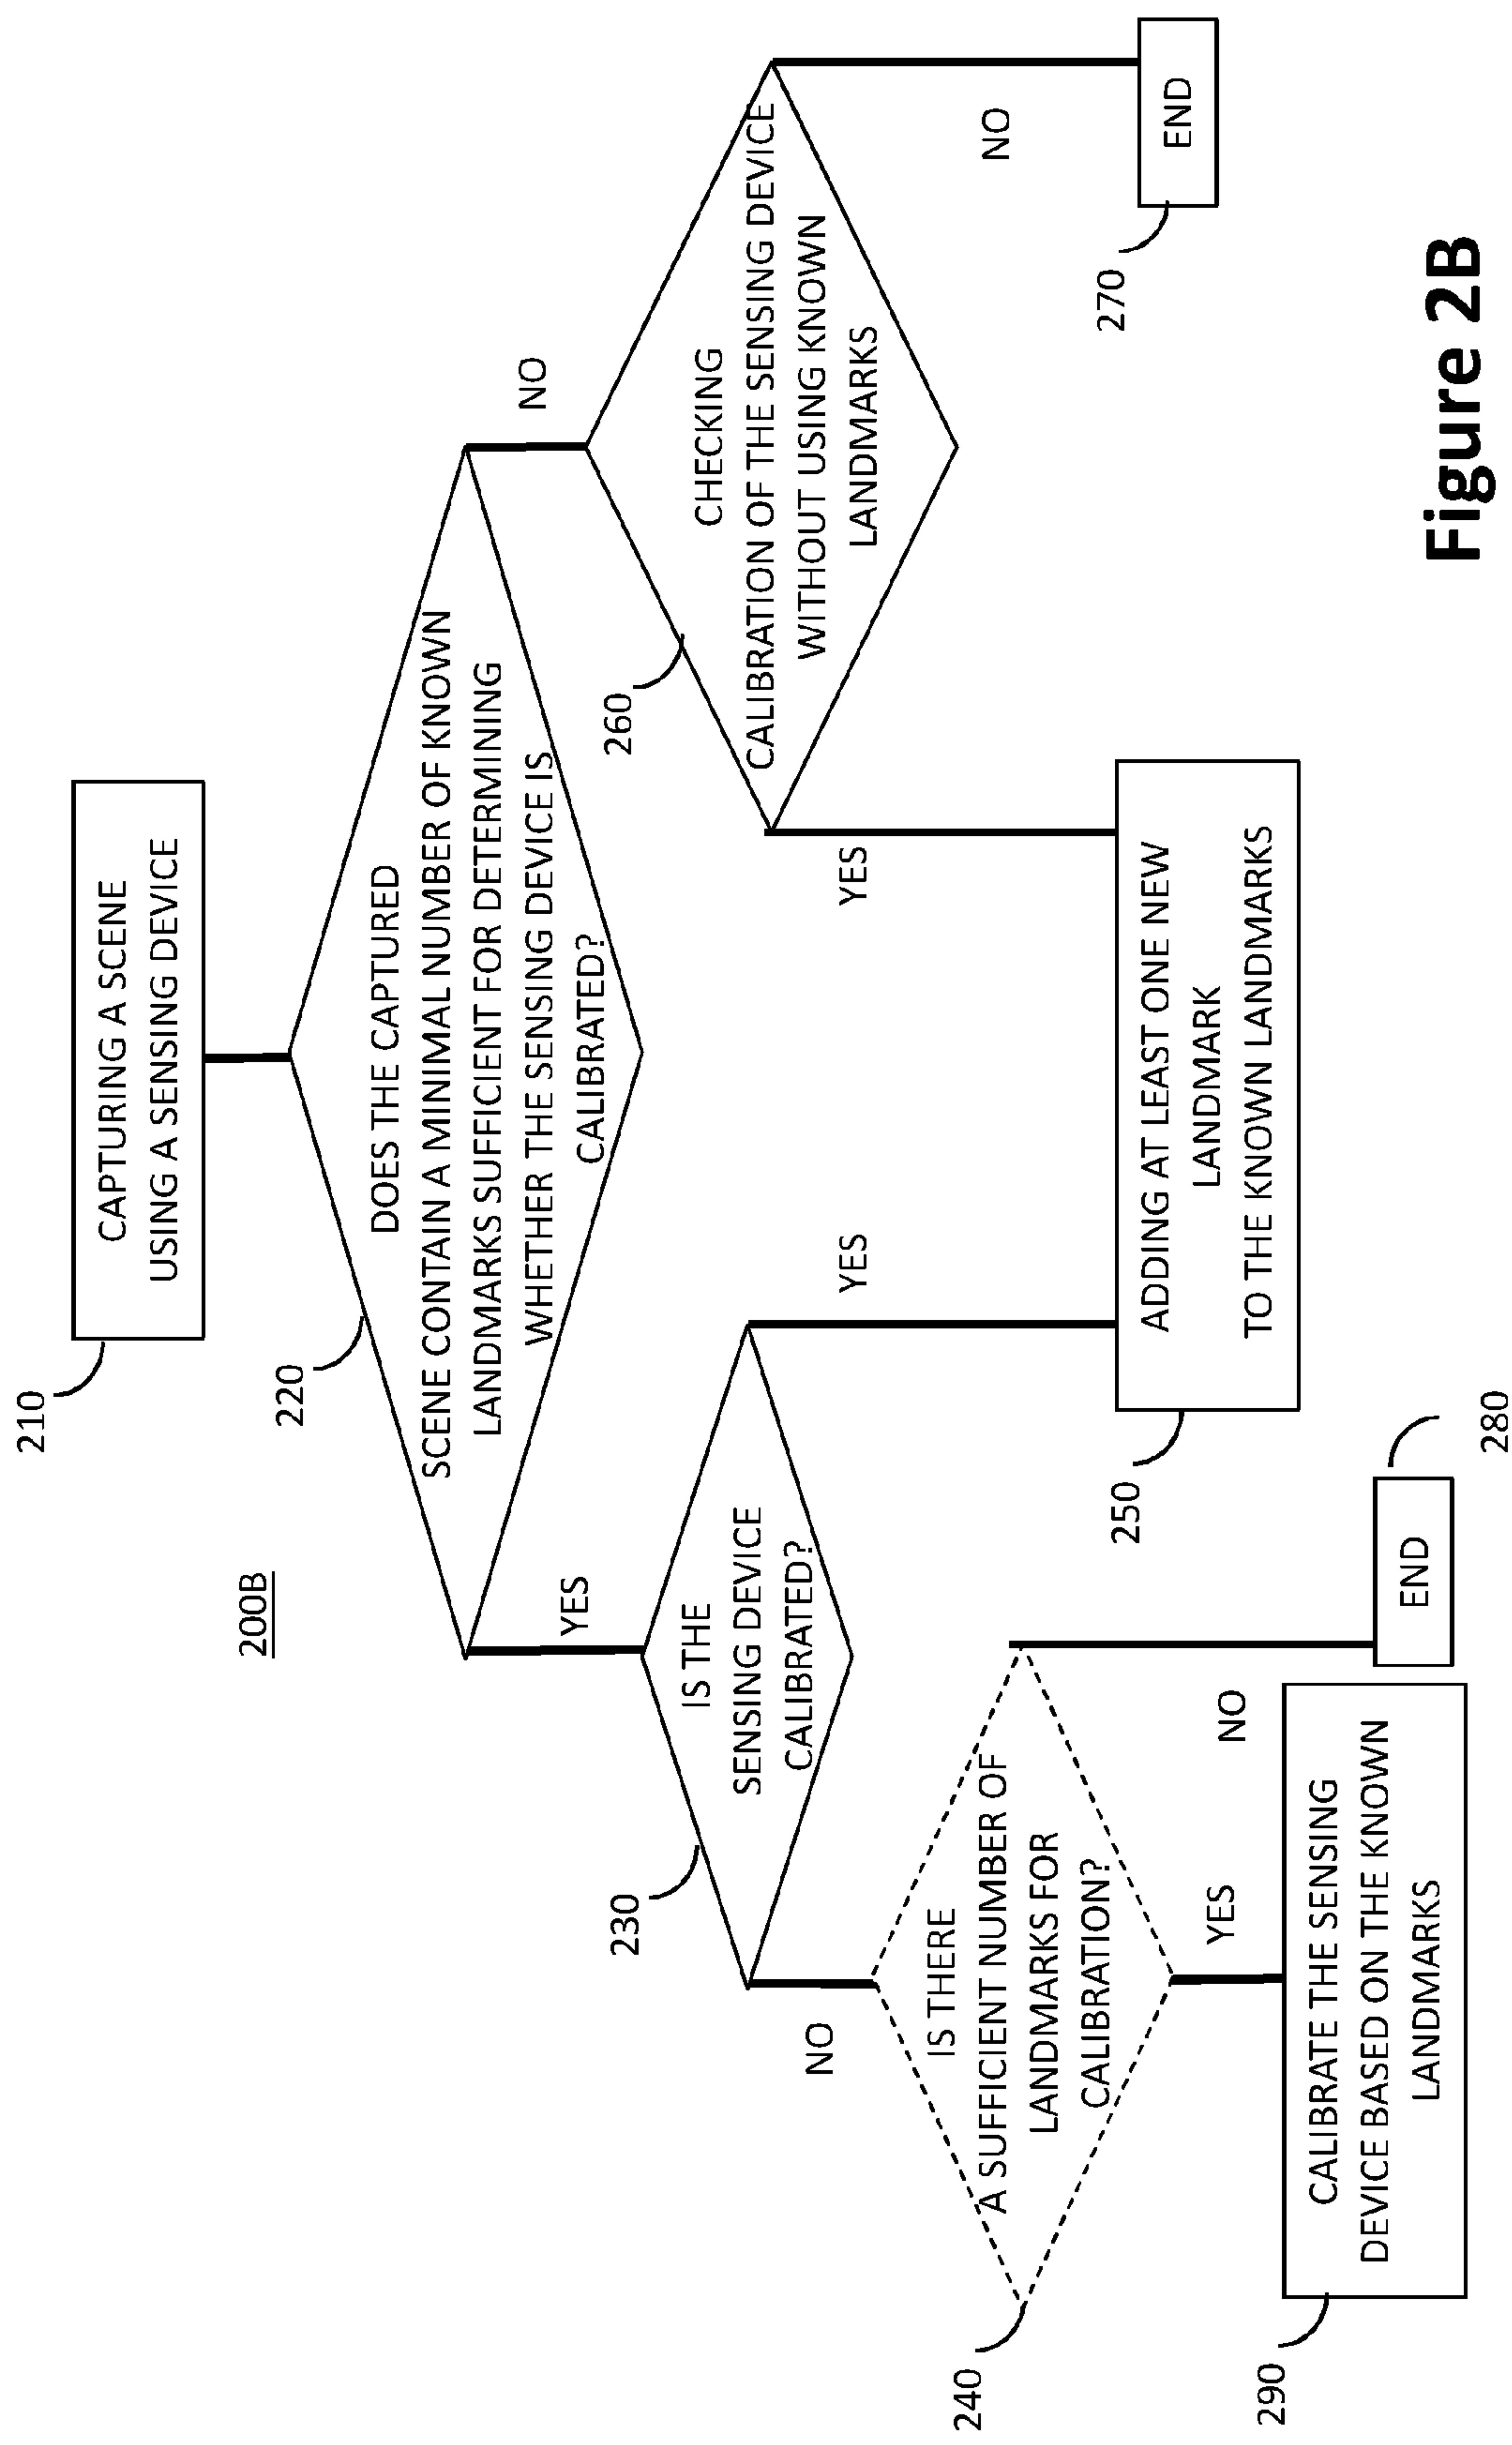 200B
210
CAPTURING A SCENE
USING A SENSING DEVICE
220
DOES THE CAPTURED
SCENE CONTAIN A MINIMAL NUMBER OF KNOWN
LANDMARKS SUFFICIENT FOR DETERMINING
WHETHER THE SENSING DEVICE IS
CALIBRATED?
YES
NO
230
IS THE
SENSING DEVICE
CALIBRATED?
260
CHECKING
CALIBRATION OF THE SENSING DEVICE
WITHOUT USING KNOWN
LANDMARKS
NO
YES
YES
NO
240
IS THERE
A SUFFICIENT NUMBER OF
LANDMARKS FOR
CALIBRATION?
250
ADDING AT LEAST ONE NEW
LANDMARK
TO THE KNOWN LANDMARKS
270
END
YES
NO
290
CALIBRATE THE SENSING
DEVICE BASED ON THE KNOWN
LANDMARKS
END
280
Figure 2B